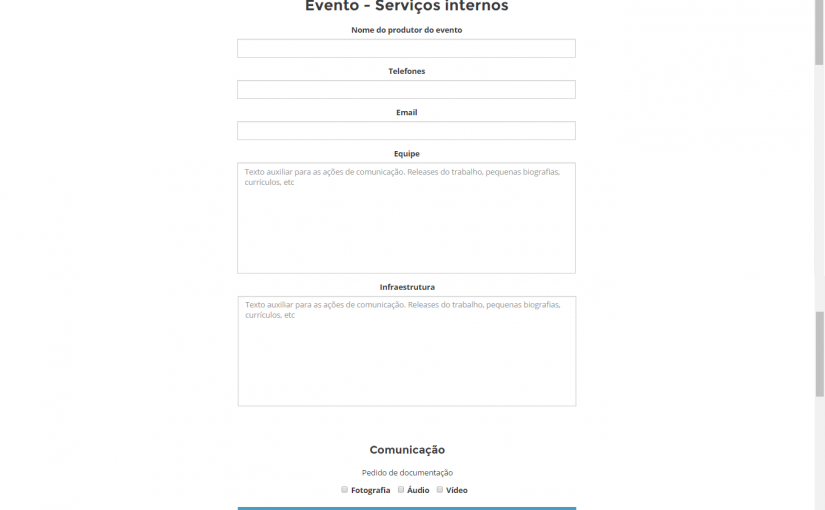 Evento - Serviços internos
Nome do produtor do evento
Telefones
Email
Equipe
Texto auxiliar para as ações de comunicação. Releases do trabalho, pequenas biografias,
currículos, etc
Infraestrutura
Texto auxiliar para as ações de comunicação. Releases do trabalho, pequenas biografias,
currículos, etc
Comunicação
Pedido de documentação
Fotografia Áudio Vídeo